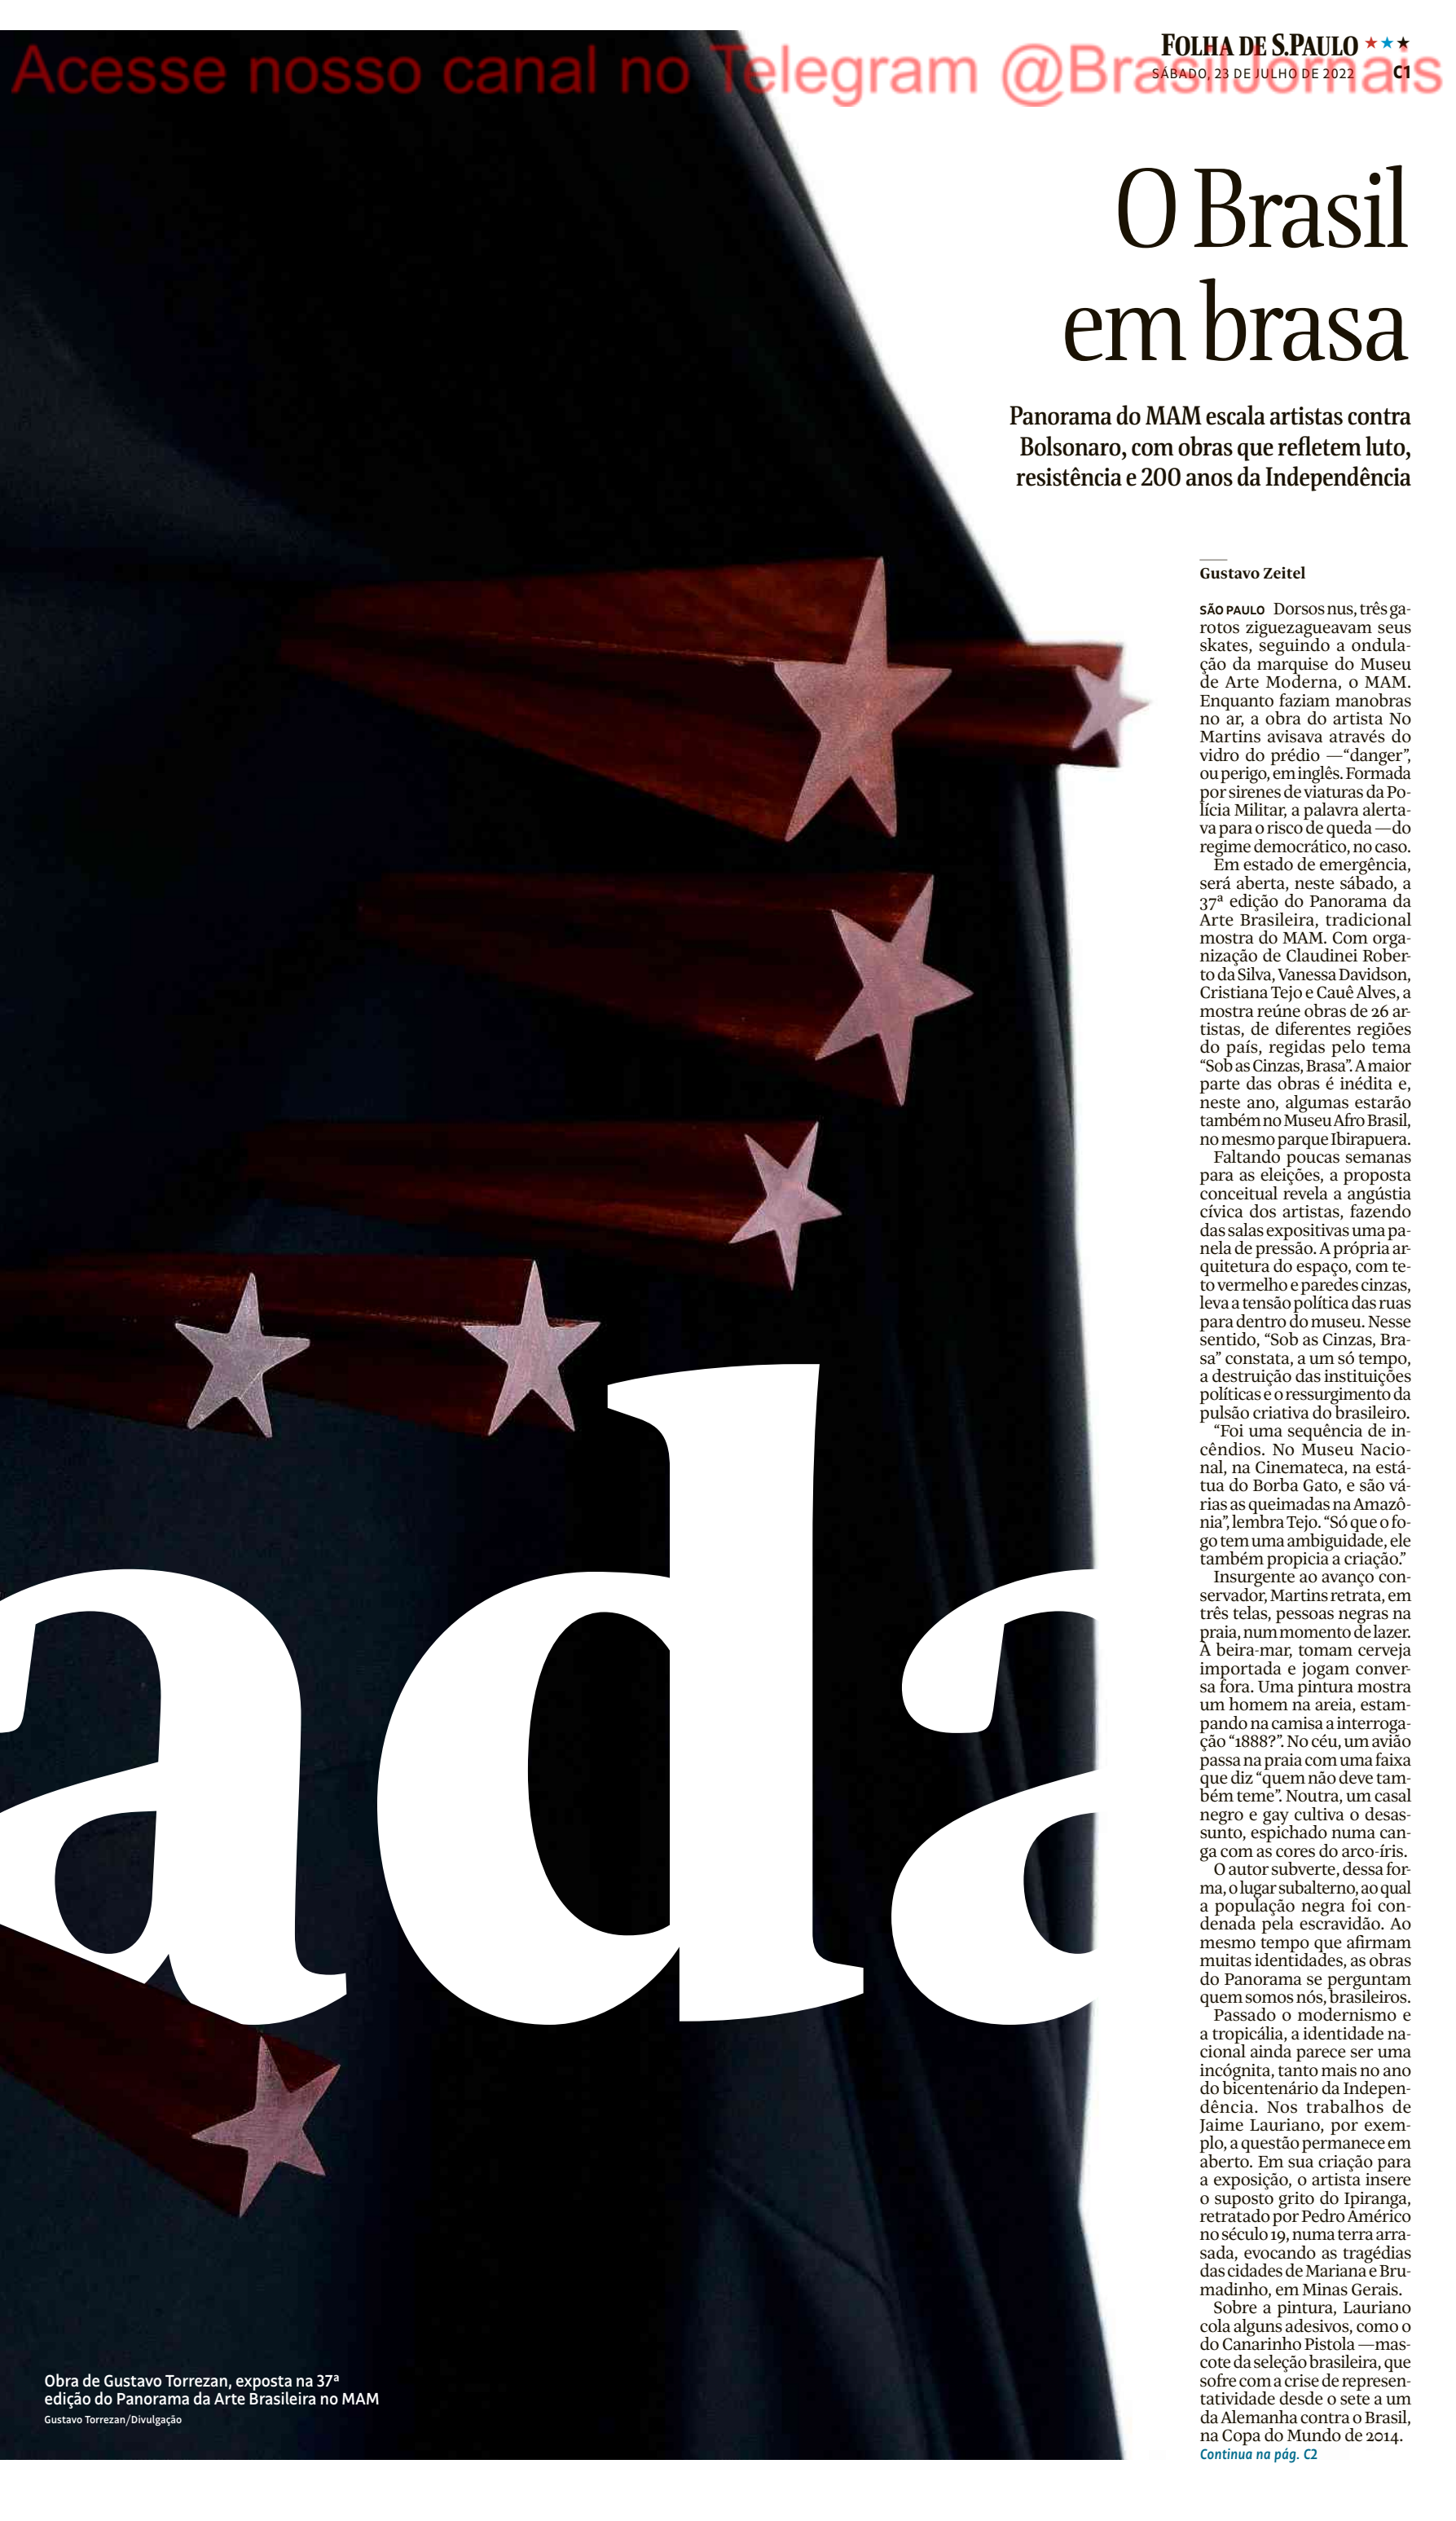 Acesse nosso canal no Telegram @BrasilJornais
FOLHA DE S.PAULO ★★★
SÁBADO, 23 DE JULHO DE 2022 C1
O Brasil
em brasa
Panorama do MAM escala artistas contra
Bolsonaro, com obras que refletem luto,
resistência e 200 anos da Independência
Gustavo Zeitel
SÃO PAULO Dorsos nus, três ga-
rotos ziguezagueavam seus
skates, seguindo a ondula-
ção da marquise do Museu
de Arte Moderna, o MAM.
Enquanto faziam manobras
no ar, a obra do artista No
Martins avisava através do
vidro do prédio —“danger”,
ou perigo, em inglês. Formada
por sirenes de viaturas da Po-
lícia Militar, a palavra alerta-
va para o risco de queda —do
regime democrático, no caso.
Em estado de emergência,
será aberta, neste sábado, a
37ª edição do Panorama da
Arte Brasileira, tradicional
mostra do MAM. Com orga-
nização de Claudinei Rober-
to da Silva, Vanessa Davidson,
Cristiana Tejo e Cauê Alves, a
mostra reúne obras de 26 ar-
tistas, de diferentes regiões
do país, regidas pelo tema
“Sob as Cinzas, Brasa”. A maior
parte das obras é inédita e,
neste ano, algumas estarão
também no Museu Afro Brasil,
no mesmo parque Ibirapuera.
Faltando poucas semanas
para as eleições, a proposta
conceitual revela a angústia
cívica dos artistas, fazendo
das salas expositivas uma pa-
nela de pressão. A própria ar-
quitetura do espaço, com te-
to vermelho e paredes cinzas,
leva a tensão política das ruas
para dentro do museu. Nesse
sentido, “Sob as Cinzas, Bra-
sa” constata, a um só tempo,
a destruição das instituições
políticas e o ressurgimento da
pulsão criativa do brasileiro.
“Foi uma sequência de in-
cêndios. No Museu Nacio-
nal, na Cinemateca, na está-
tua do Borba Gato, e são vá-
rias as queimadas na Amazô-
nia”, lembra Tejo. “Só que o fo-
go tem uma ambiguidade, ele
também propicia a criação.”
Insurgente ao avanço con-
servador, Martins retrata, em
três telas, pessoas negras na
praia, num momento de lazer.
À beira-mar, tomam cerveja
importada e jogam conver-
sa fora. Uma pintura mostra
um homem na areia, estam-
pando na camisa a interroga-
ção “1888?”. No céu, um avião
passa na praia com uma faixa
que diz “quem não deve tam-
bém teme”. Noutra, um casal
negro e gay cultiva o desas-
sunto, espichado numa can-
ga com as cores do arco-íris.
O autor subverte, dessa for-
ma, o lugar subalterno, ao qual
a população negra foi con-
denada pela escravidão. Ao
mesmo tempo que afirmam
muitas identidades, as obras
do Panorama se perguntam
quem somos nós, brasileiros.
Passado o modernismo e
a tropicália, a identidade na-
cional ainda parece ser uma
incógnita, tanto mais no ano
do bicentenário da Indepen-
dência. Nos trabalhos de
Jaime Lauriano, por exem-
plo, a questão permanece em
aberto. Em sua criação para
a exposição, o artista insere
o suposto grito do Ipiranga,
retratado por Pedro Américo
no século 19, numa terra arra-
sada, evocando as tragédias
das cidades de Mariana e Bru-
madinho, em Minas Gerais.
Sobre a pintura, Lauriano
cola alguns adesivos, como o
do Canarinho Pistola —mas-
cote da seleção brasileira, que
sofre com a crise de represen-
tatividade desde o sete a um
da Alemanha contra o Brasil,
na Copa do Mundo de 2014.
Continua na pág. C2
ada
Obra de Gustavo Torrezan, exposta na 37ª
edição do Panorama da Arte Brasileira no MAM
Gustavo Torrezan/Divulgação